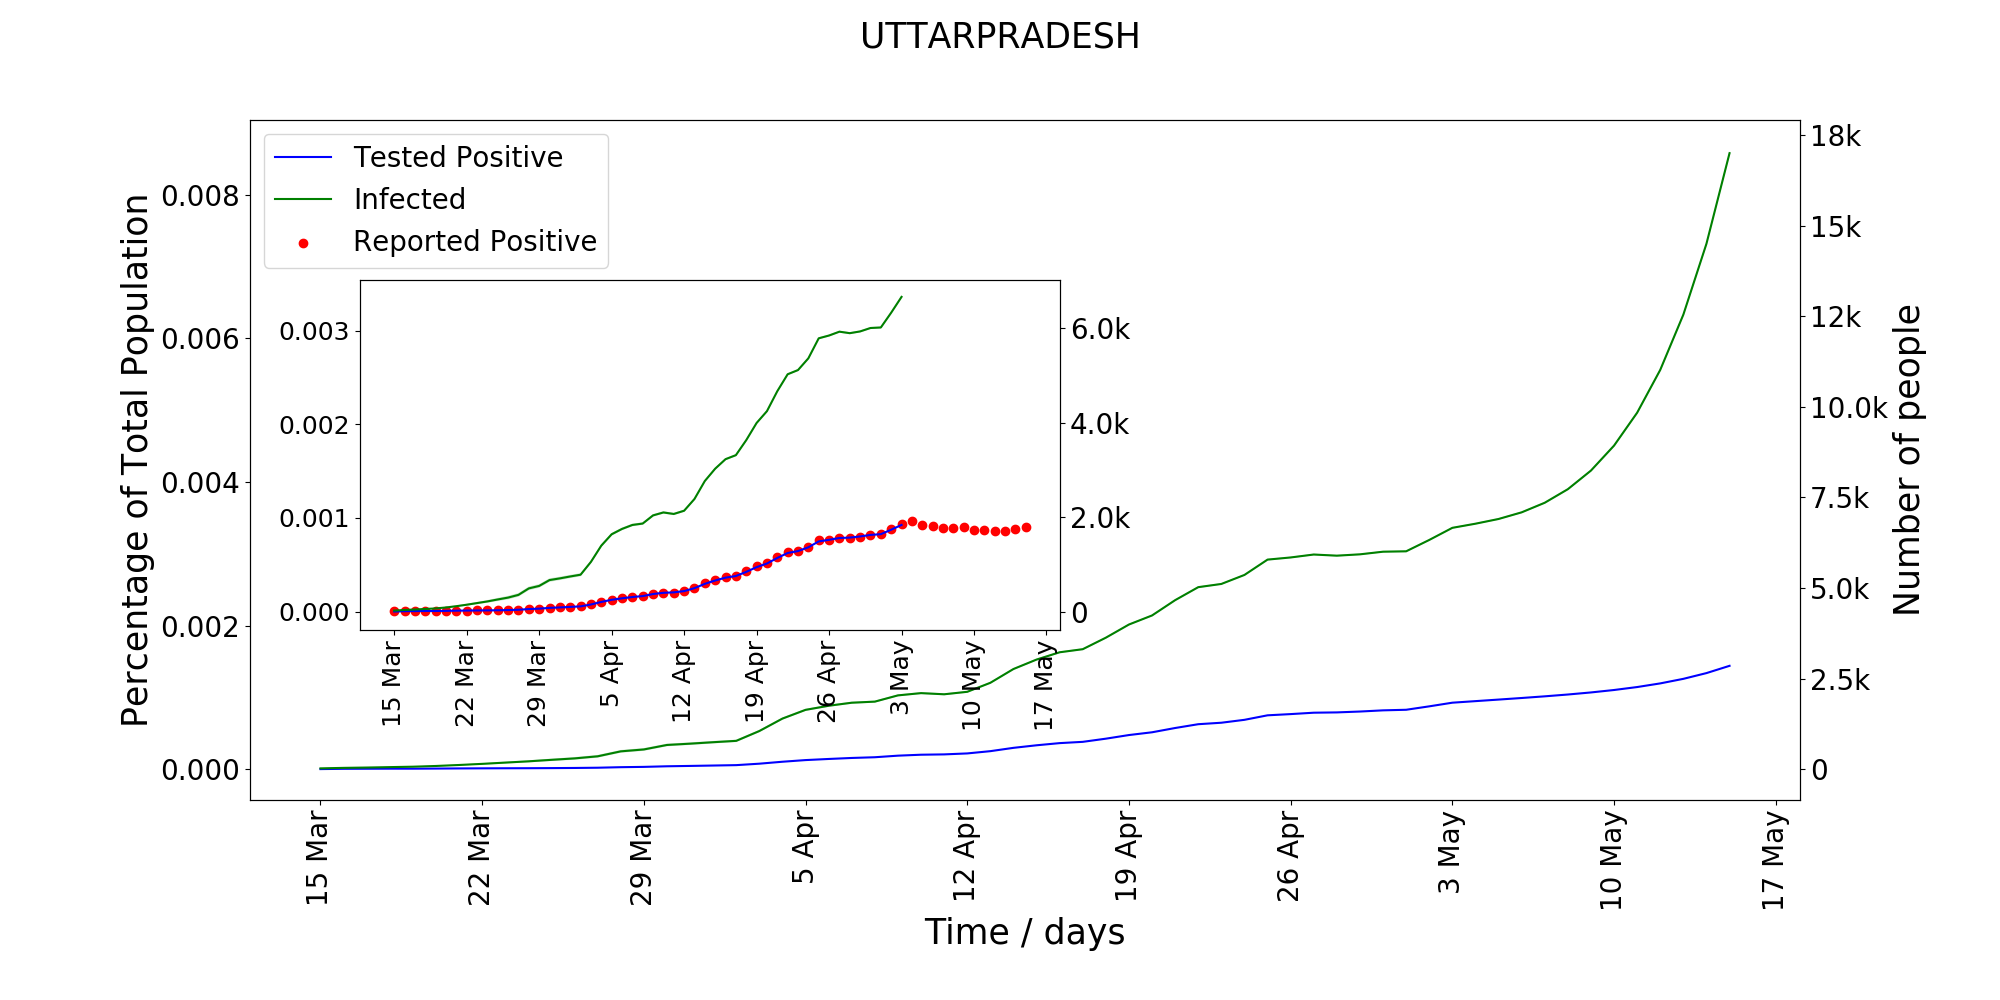 UTTARPRADESH
Tested Positive
Infected
Reported Positive
Percentage of Total Population
0.008
0.006
0.004
0.002
0.000
0.003
0.002
0.001
0.000
6.0k
4.0k
2.0k
0
15 Mar
22 Mar
29 Mar
5 Apr
12 Apr
19 Apr
26 Apr
3 May
10 May
17 May
18k
15k
12k
10.0k
7.5k
5.0k
2.5k
0
Number of people
15 Mar
22 Mar
29 Mar
5 Apr
12 Apr
19 Apr
26 Apr
3 May
10 May
17 May
Time / days